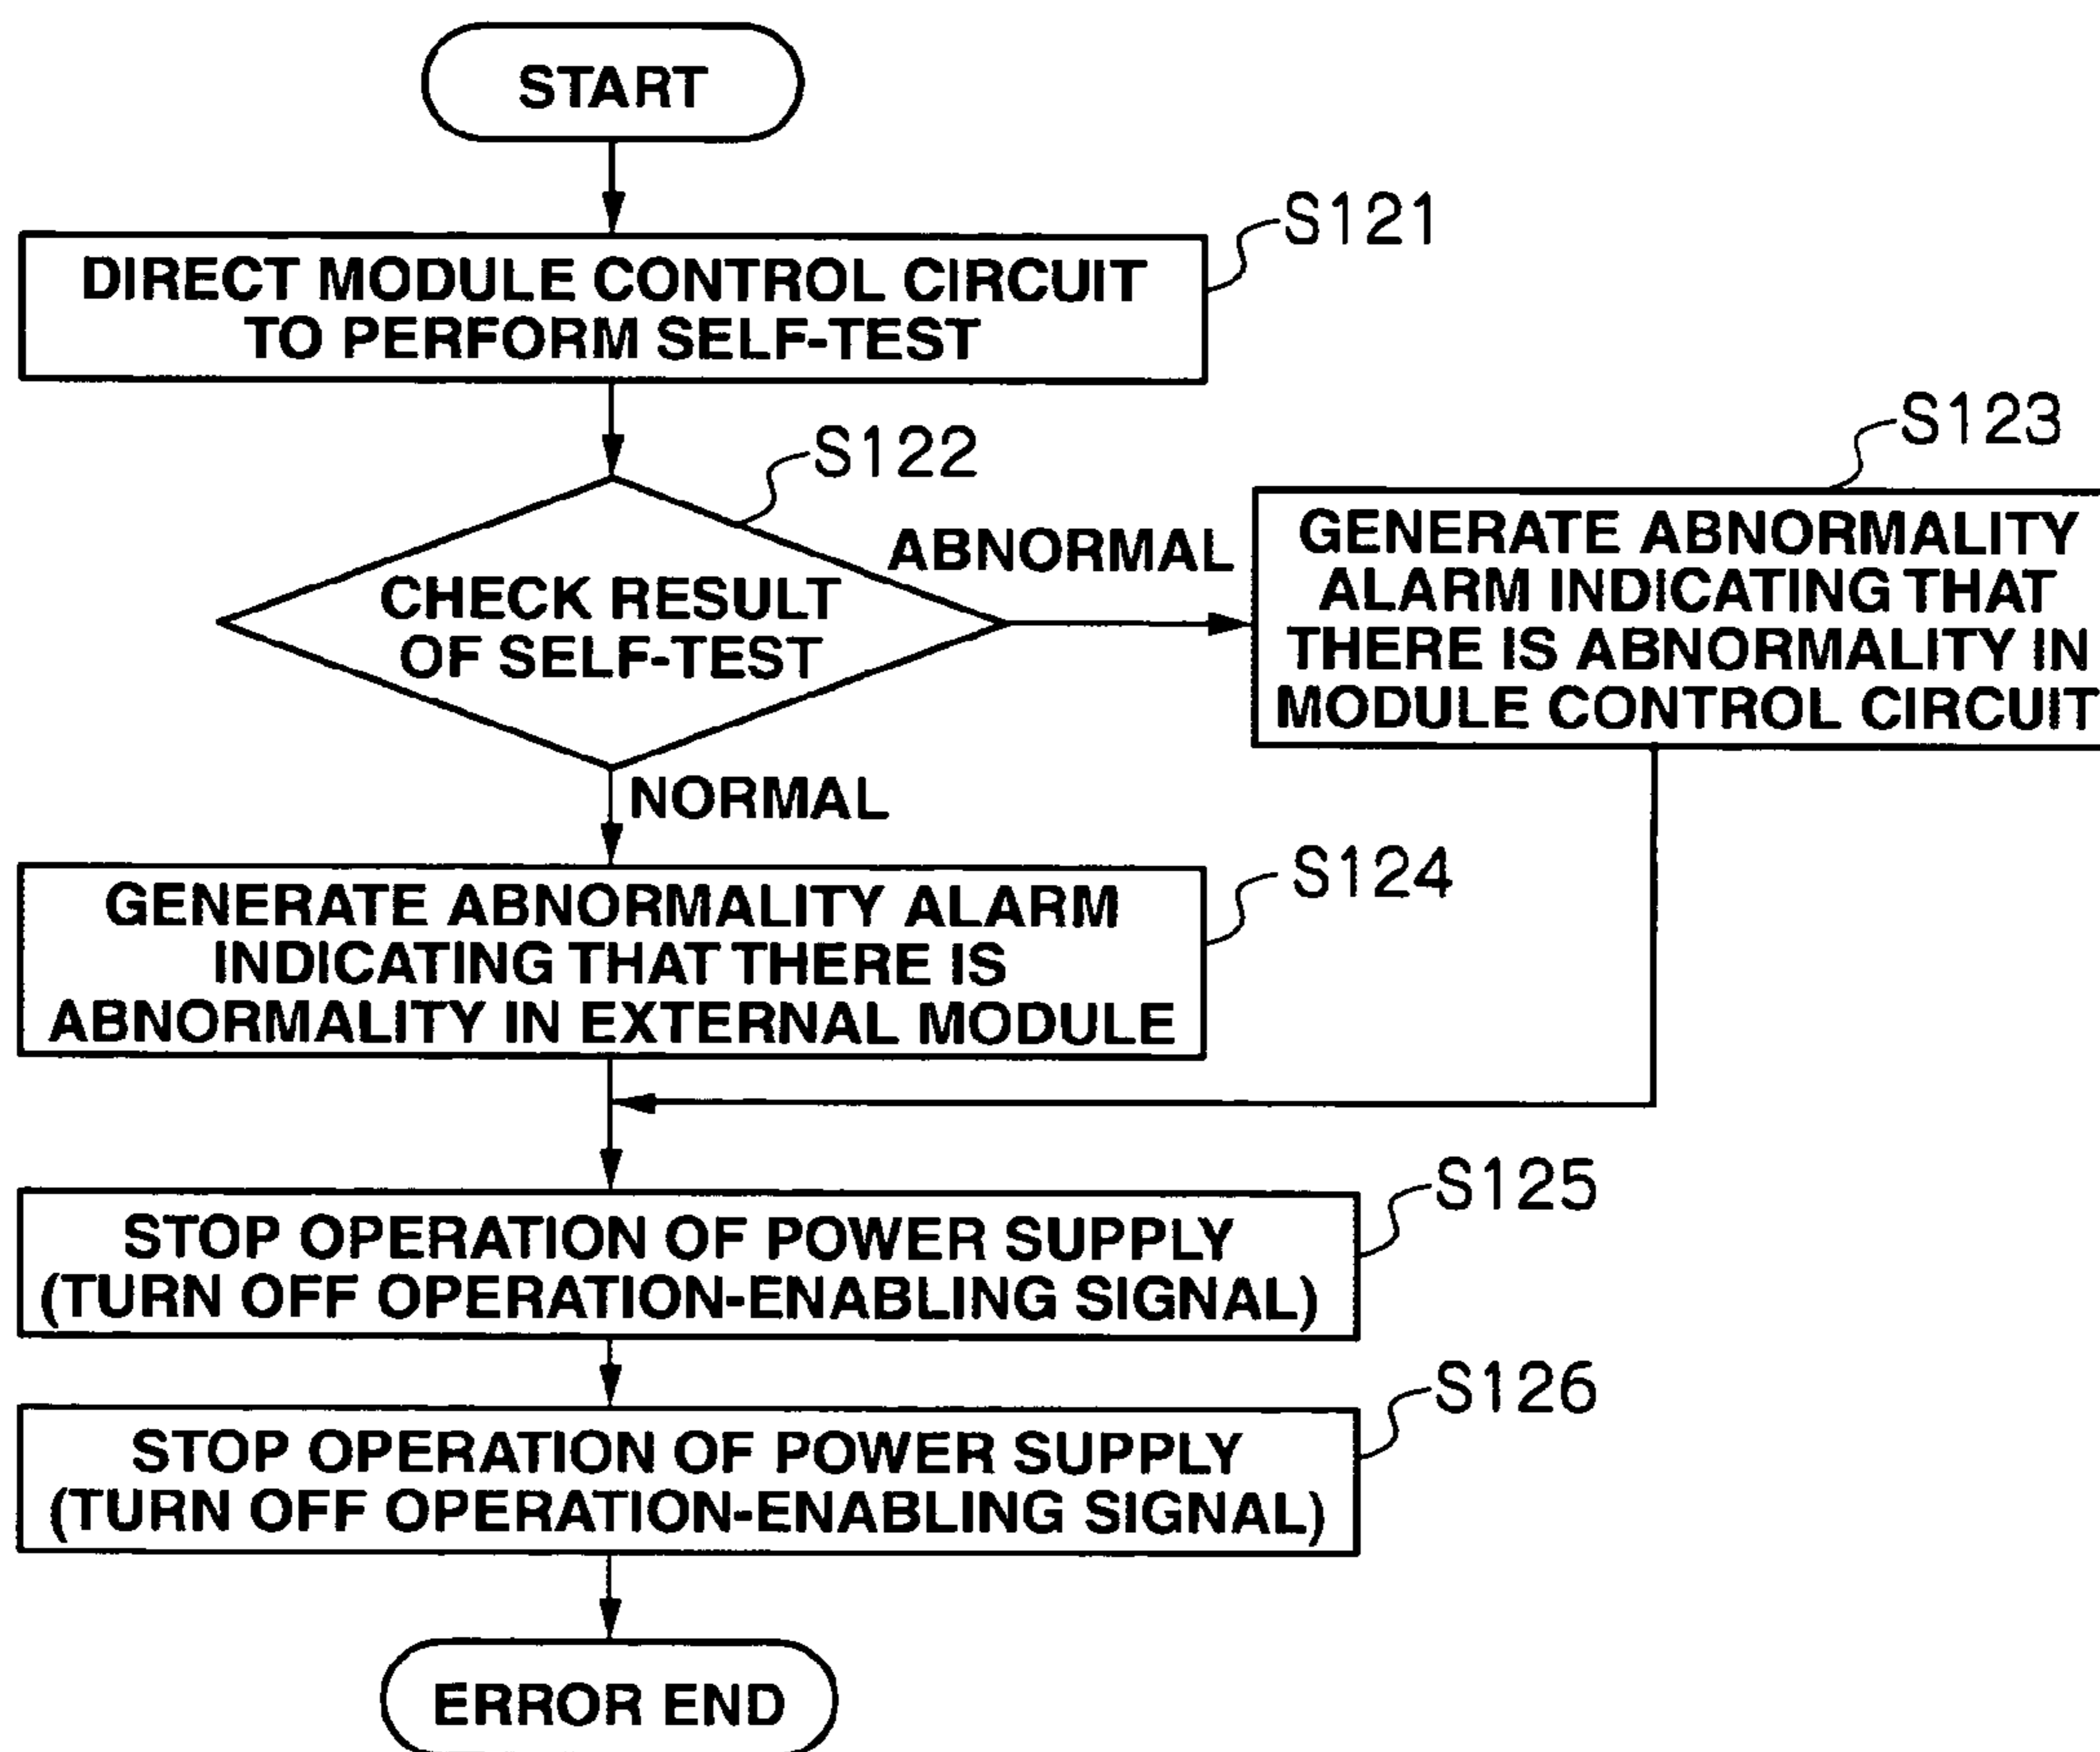 START
S121
DIRECT MODULE CONTROL CIRCUIT
TO PERFORM SELF-TEST
S122
CHECK RESULT
OF SELF-TEST
ABNORMAL
S123
GENERATE ABNORMALITY
ALARM INDICATING THAT
THERE IS ABNORMALITY IN
MODULE CONTROL CIRCUIT
NORMAL
S124
GENERATE ABNORMALITY ALARM
INDICATING THAT THERE IS
ABNORMALITY IN EXTERNAL MODULE
S125
STOP OPERATION OF POWER SUPPLY
(TURN OFF OPERATION-ENABLING SIGNAL)
S126
STOP OPERATION OF POWER SUPPLY
(TURN OFF OPERATION-ENABLING SIGNAL)
ERROR END